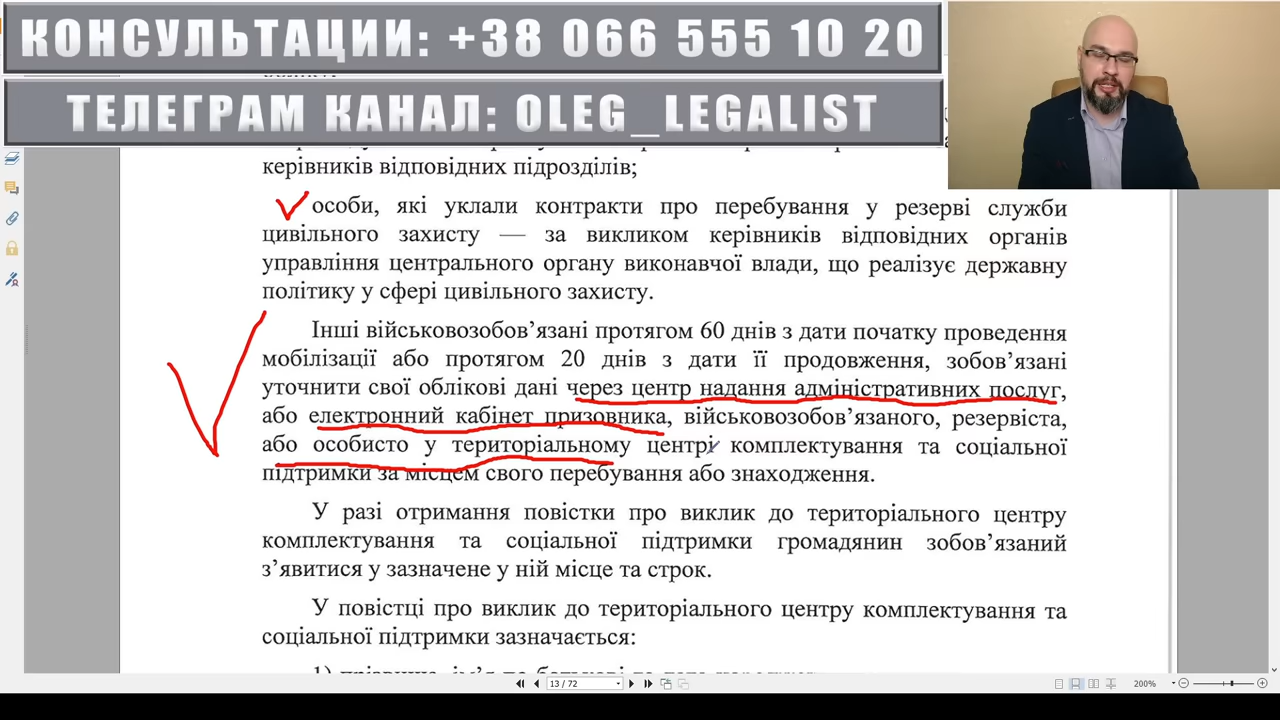 КОНСУЛЬТАЦИИ: +38 066 555 10 20
ТЕЛЕГРАМ КАНАЛ: OLEG_LEGALIST
керівників відповідних підрозділів;
особи, які уклали контракти про перебування у резерві служби
цивільного захисту — за викликом керівників відповідних органів
управління центрального органу виконавчої влади, що реалізує державну
політику у сфері цивільного захисту.
Інші військовозобов’язані протягом 60 днів з дати початку проведення
мобілізації або протягом 20 днів з дати її продовження, зобов’язані
уточнити свої облікові дані через центр надання адміністративних послуг,
або електронний кабінет призовника, військовозобов’язаного, резервіста,
або особисто у територіальному центрі комплектування та соціальної
підтримки за місцем свого перебування або знаходження.
У разі отримання повістки про виклик до територіального центру
комплектування та соціальної підтримки громадянин зобов’язаний
з’явитися у зазначене у ній місце та строк.
У повістці про виклик до територіального центру комплектування та
соціальної підтримки зазначається:
13 / 72
200%